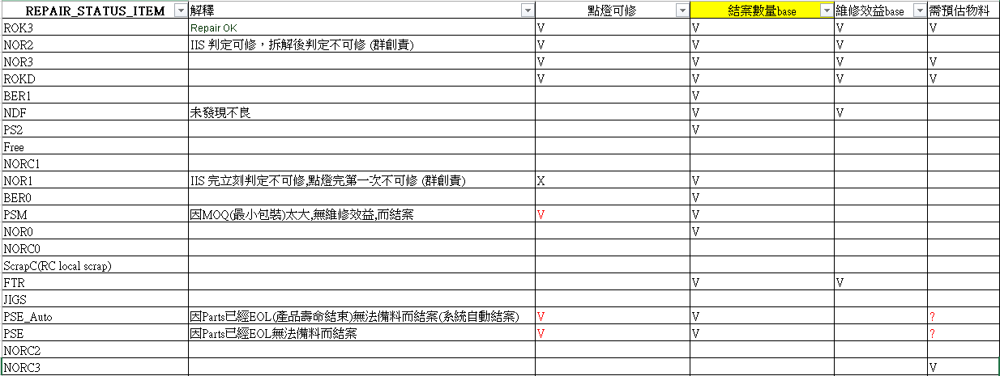 REPAIR_STATUS_ITEM 解釋 點燈可修 結案數量base 維修效益base 需預估物料
ROK3 Repair OK V V V V
NOR2 IIS 判定可修，拆解後判定不可修 (群創責) V V V
NOR3 V V V V
ROKD V V V V
BER1 V
NDF 未發現不良 V V
PS2 V
Free
NORC1
NOR1 IIS 完立刻判定不可修,點燈完第一次不可修 (群創責) X V
BER0 V
PSM 因MOQ(最小包裝)太大,無維修效益,而結案 V V
NOR0 V
NORC0
ScrapC(RC local scrap)
FTR V V
JIGS
PSE_Auto 因Parts已經EOL(產品壽命結束)無法備料而結案(系統自動結案) V V ?
PSE 因Parts已經EOL無法備料而結案 V V ?
NORC2
NORC3 V